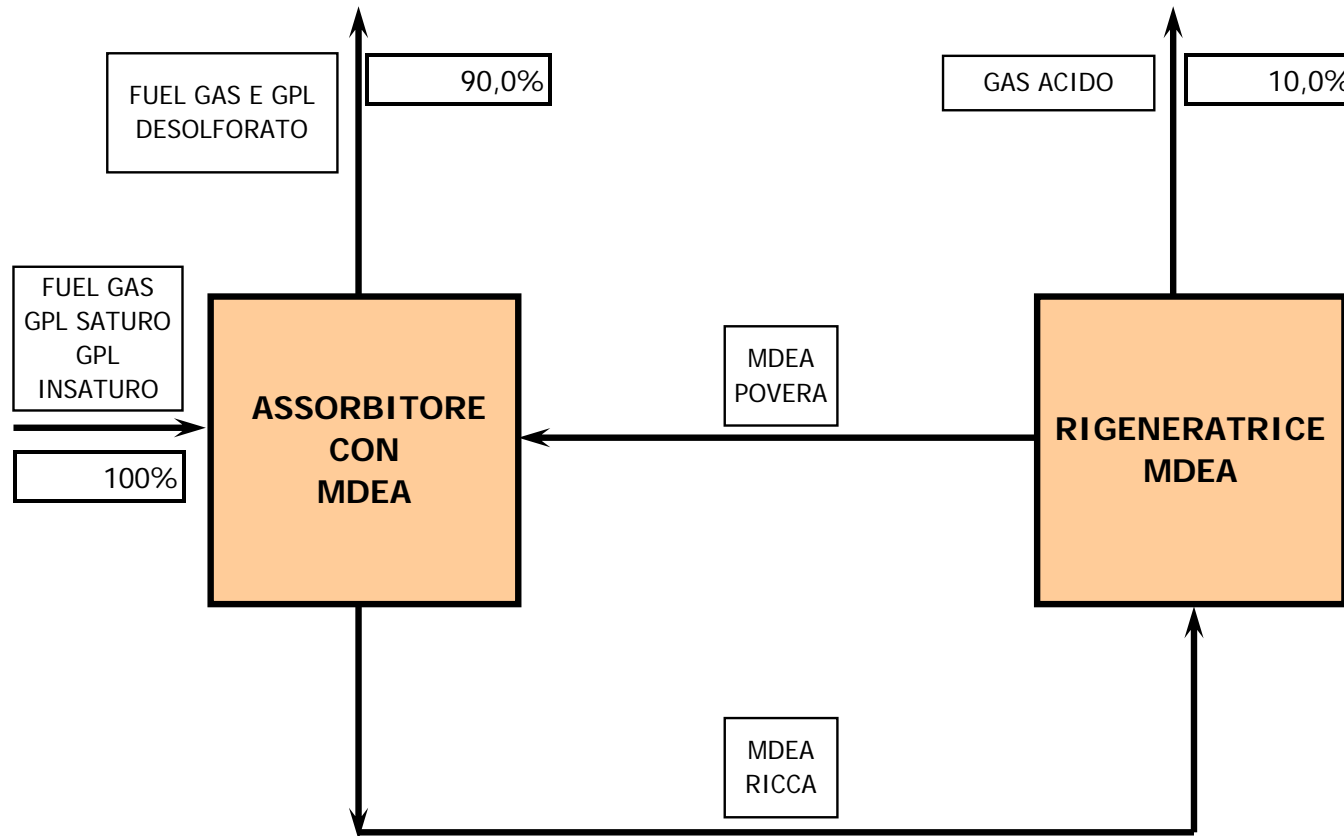 FUEL GAS E GPL
DESOLFORATO
90,0%
GAS ACIDO
10,0%
FUEL GAS
GPL SATURO
GPL
INSATURO
100%
ASSORBITORE
CON
MDEA
MDEA
POVERA
RIGENERATRICE
MDEA
MDEA
RICCA